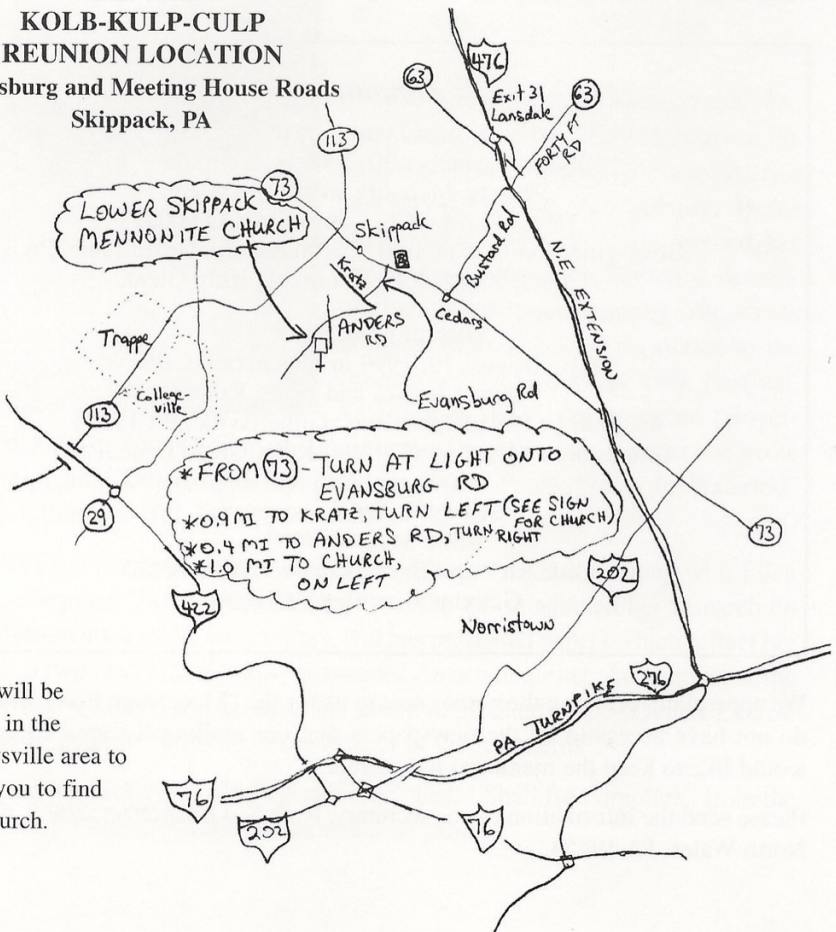 KOLB-KULP-CULP
REUNION LOCATION
sburg and Meeting House Roads
Skippack, PA
476
63
Exit 31
Lansdale
63
FORTY FT
RD
113
73
LOWER SKIPPACK
MENNONITE CHURCH
Skippack
Kratz
Bustard Rd
N.E. EXTENSION
Cedars
ANDERS
RD
Trappe
College-
ville
Evansburg Rd
113
29
* FROM 73 - TURN AT LIGHT ONTO
EVANSBURG RD
* 0.9 MI TO KRATZ, TURN LEFT (SEE SIGN
FOR CHURCH)
* 0.4 MI TO ANDERS RD, TURN RIGHT
* 1.0 MI TO CHURCH,
ON LEFT
73
202
422
Norristown
276
PA TURNPIKE
will be
in the
ysville area to
you to find
urch.
76
202
76